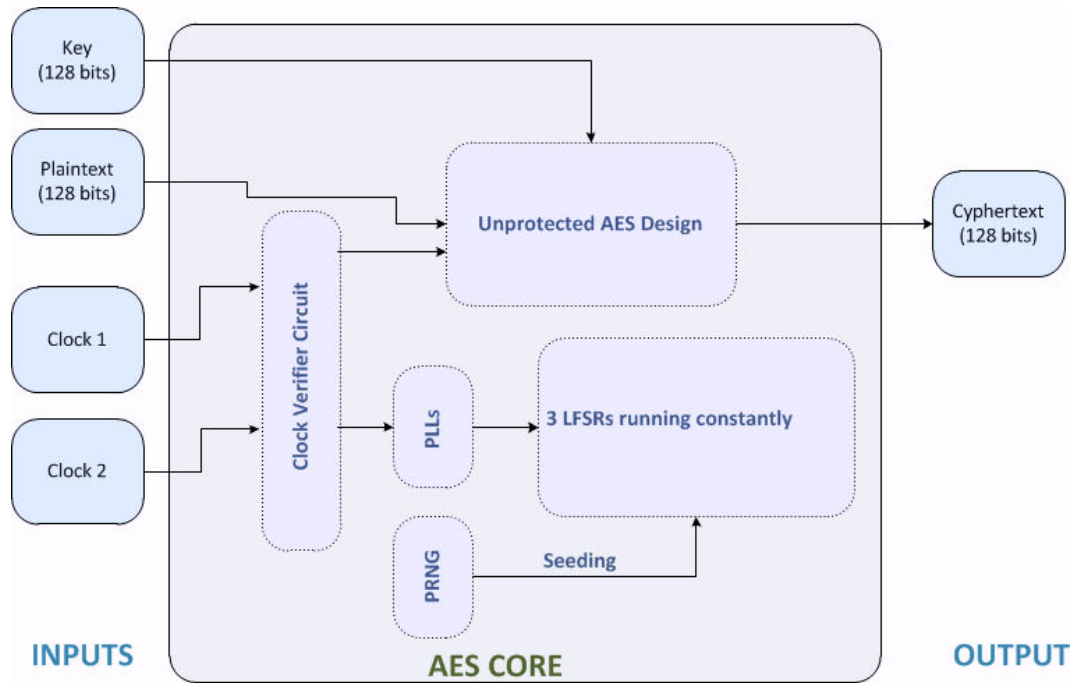 Key
(128 bits)
Plaintext
(128 bits)
Clock 1
Clock 2
Clock Verifier Circuit
Unprotected AES Design
PLLs
3 LFSRs running constantly
PRNG
Seeding
Cyphertext
(128 bits)
INPUTS
AES CORE
OUTPUT